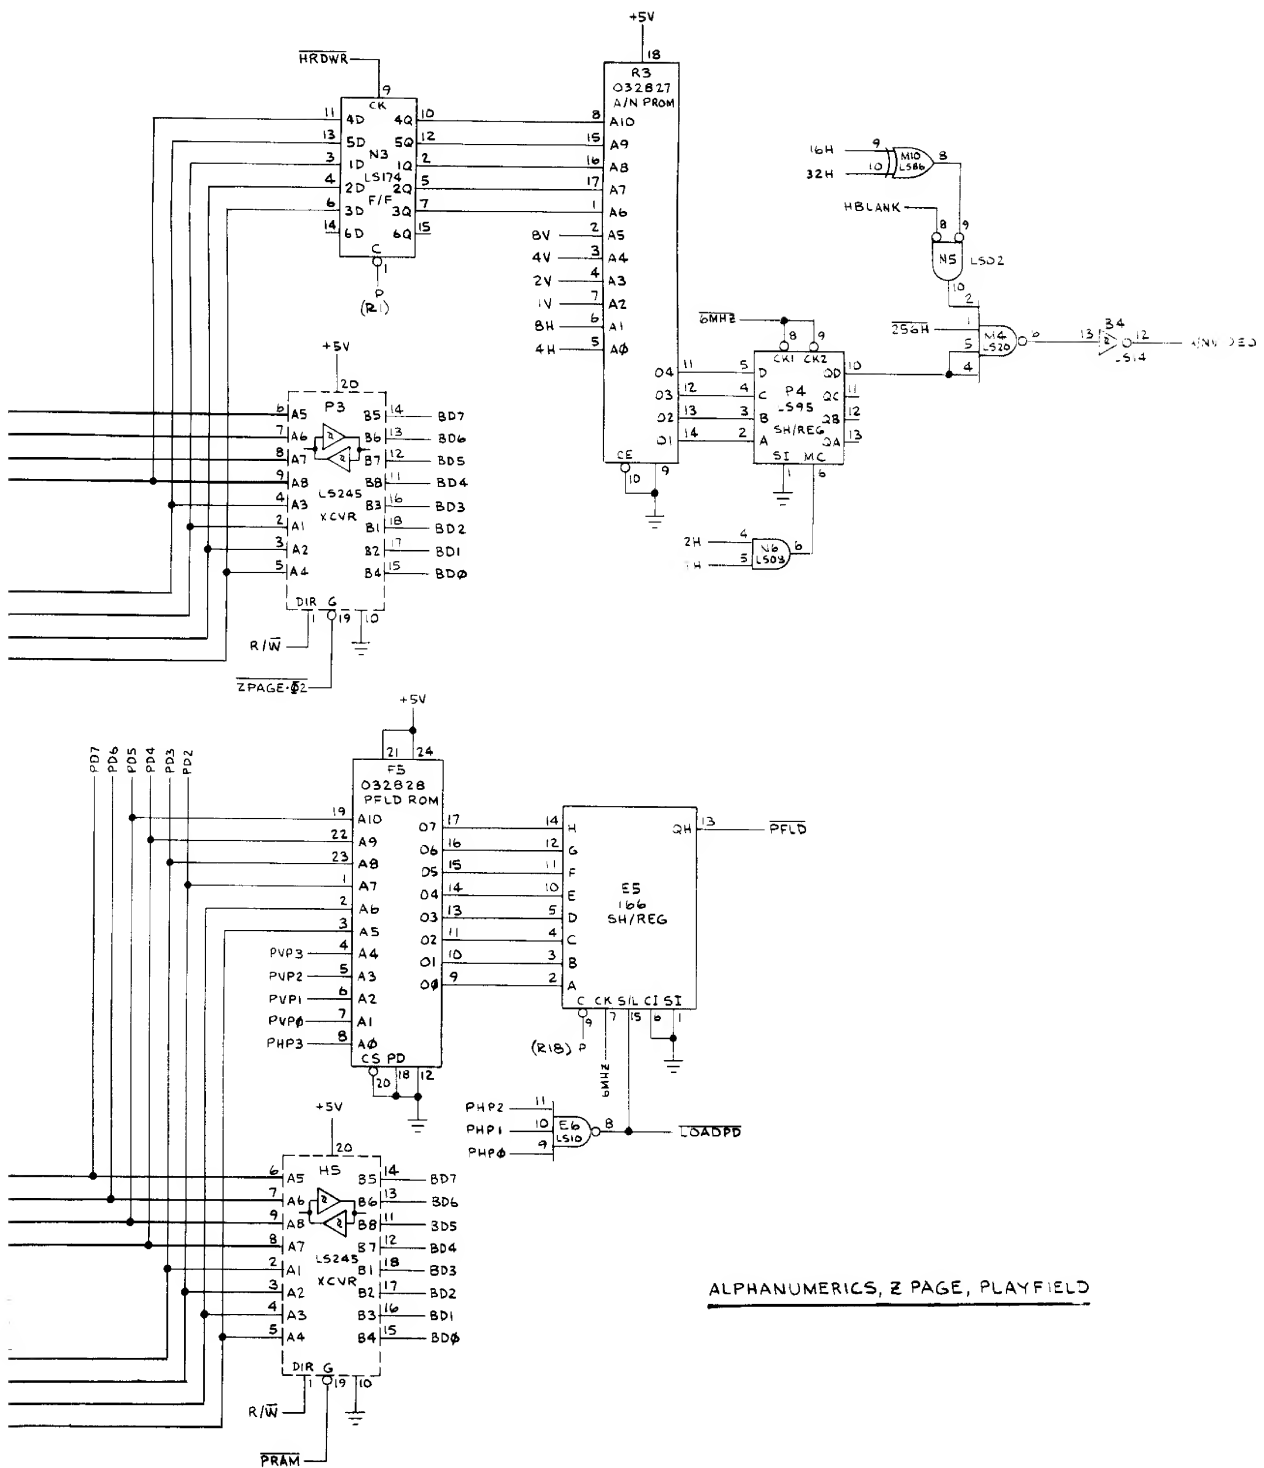 +5V
HRDWR
9
CK
11 4D 4Q 10
13 5D 5Q 12
3 1D N3 1Q 2
4 2D LS174 2Q 5
6 3D F/F 3Q 7
14 6D 6Q 15
C
1
P
(R1)
18
R3
032827
A/N PROM
8 A10
15 A9
16 A8
17 A7
1 A6
8V 2 A5
4V 3 A4
2V 4 A3
1V 7 A2
8H 6 A1
4H 5 AØ
O4 11
O3 12
O2 13
O1 14
CE
10 9
16H 9
32H 10
M10
LS86
8
HBLANK
8 9
N5 LS02
10
2
256H 1
5
4
M4
LS20
6
13 12
LS14
6MHZ
8 9
CK1 CK2
5 D QD 10
4 C P4 QC 11
3 B LS95 QB 12
2 A SH/REG QA 13
SI MC
1 6
2H 4
5
6
+5V
20
P3
6 A5 B5 14 BD7
7 A6 B6 13 BD6
8 A7 B7 12 BD5
9 A8 B8 11 BD4
4 A3 LS245 B3 16 BD3
2 A1 XCVR B1 18 BD2
3 A2 B2 17 BD1
5 A4 B4 15 BDØ
DIR G
1 19 10
R/W
ZPAGE·Φ2
+5V
PD7
PD6
PD5
PD4
PD3
PD2
21 24
F5
032828
PFLD ROM
19 A10
22 A9 O7 17
23 A8 O6 16
1 A7 O5 15
2 A6 O4 14
3 A5 O3 13
PVP3 4 A4 O2 11
PVP2 5 A3 O1 10
PVP1 6 A2 OØ 9
PVPØ 7 A1
PHP3 8 AØ
CS PD
20 18 12
14 H QH 13 PFLD
12 G
11 F
10 E E5
5 D 166
4 C SH/REG
3 B
2 A
C CK S/L CI SI
9 7 15 6 1
(R18) P
6MHZ
PHP2 11
PHP1 10
PHPØ 9
E6
LS10
8
LOADPD
+5V
20
H5
6 A5 B5 14 BD7
7 A6 B6 13 BD6
9 A8 B8 11 BD5
8 A7 B7 12 BD4
2 A1 LS245 B1 18 BD3
3 A2 XCVR B2 17 BD2
4 A3 B3 16 BD1
5 A4 B4 15 BDØ
DIR G
1 19 10
R/W
PRAM
ALPHANUMERICS, Z PAGE, PLAYFIELD